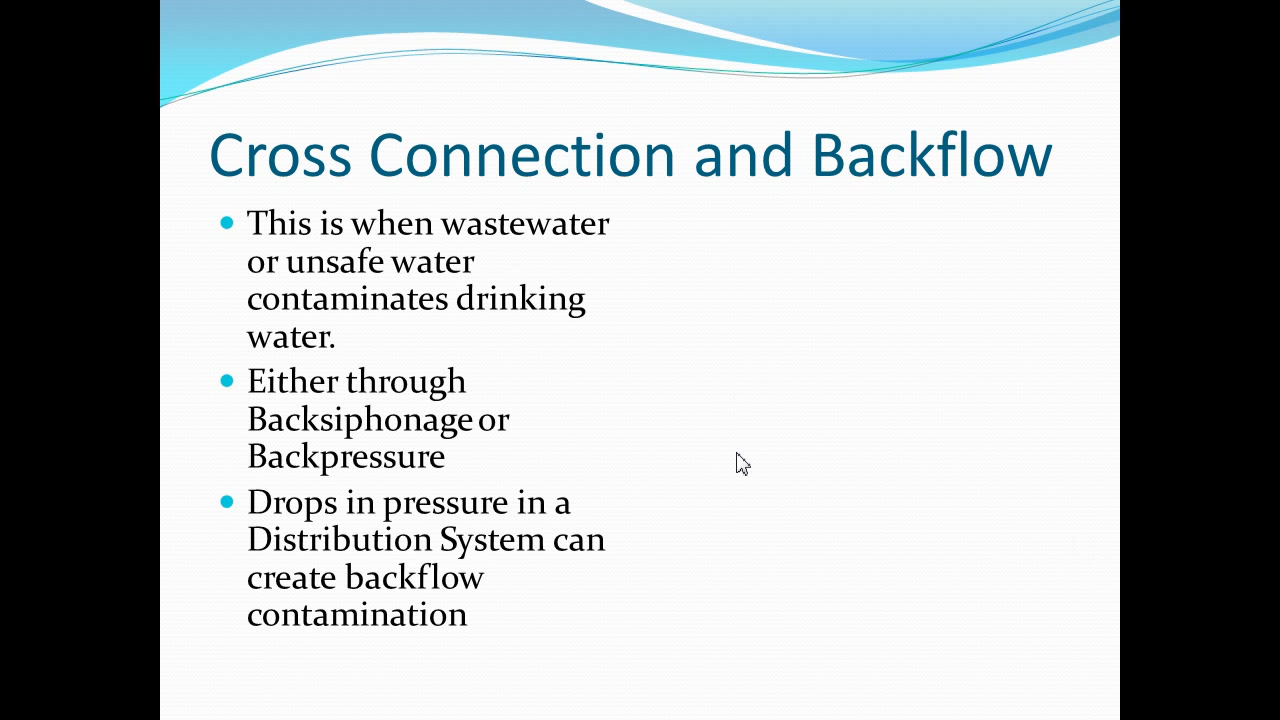 Cross Connection and Backflow
This is when wastewater
or unsafe water
contaminates drinking
water.
Either through
Backsiphonage or
Backpressure
Drops in pressure in a
Distribution System can
create backflow
contamination